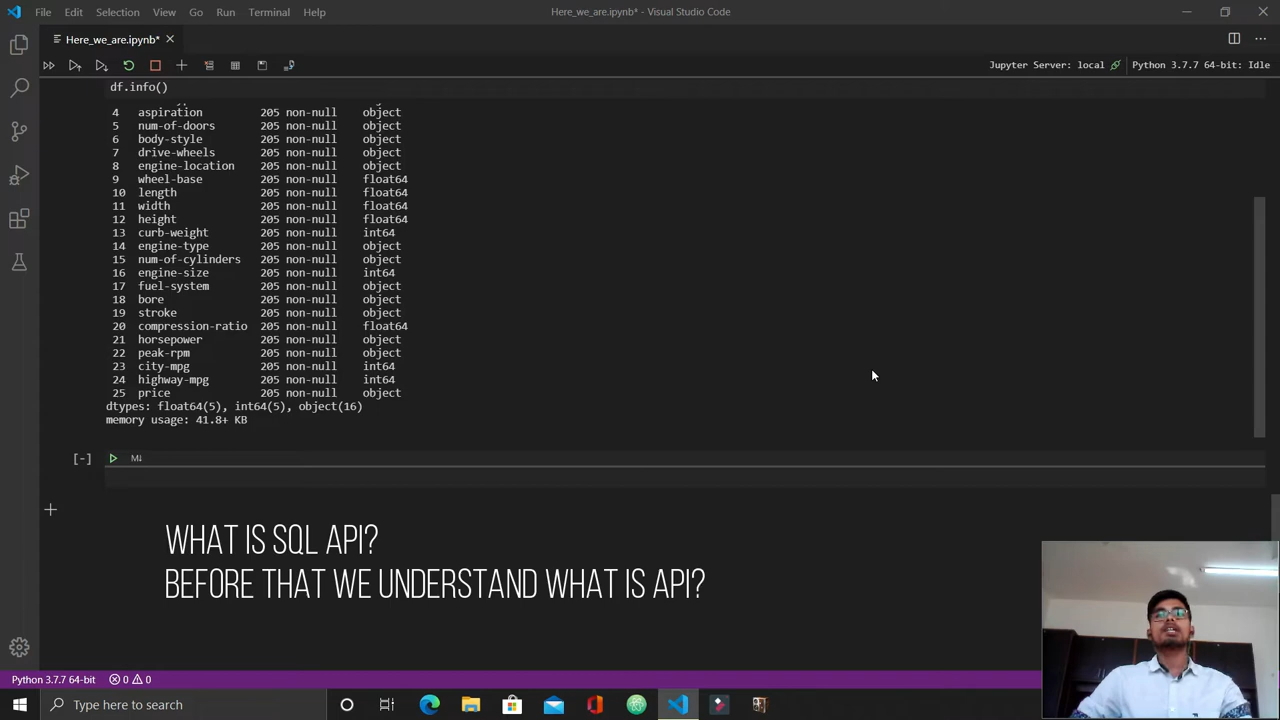 File Edit Selection View Go Run Terminal Help Here_we_are.ipynb* - Visual Studio Code
Here_we_are.ipynb*
Jupyter Server: local Python 3.7.7 64-bit: Idle
df.info()
4 aspiration 205 non-null object
5 num-of-doors 205 non-null object
6 body-style 205 non-null object
7 drive-wheels 205 non-null object
8 engine-location 205 non-null object
9 wheel-base 205 non-null float64
10 length 205 non-null float64
11 width 205 non-null float64
12 height 205 non-null float64
13 curb-weight 205 non-null int64
14 engine-type 205 non-null object
15 num-of-cylinders 205 non-null object
16 engine-size 205 non-null int64
17 fuel-system 205 non-null object
18 bore 205 non-null object
19 stroke 205 non-null object
20 compression-ratio 205 non-null float64
21 horsepower 205 non-null object
22 peak-rpm 205 non-null object
23 city-mpg 205 non-null int64
24 highway-mpg 205 non-null int64
25 price 205 non-null object
dtypes: float64(5), int64(5), object(16)
memory usage: 41.8+ KB
[-] M↓
WHAT IS SQL API?
BEFORE THAT WE UNDERSTAND WHAT IS API?
Python 3.7.7 64-bit 0 0
Type here to search